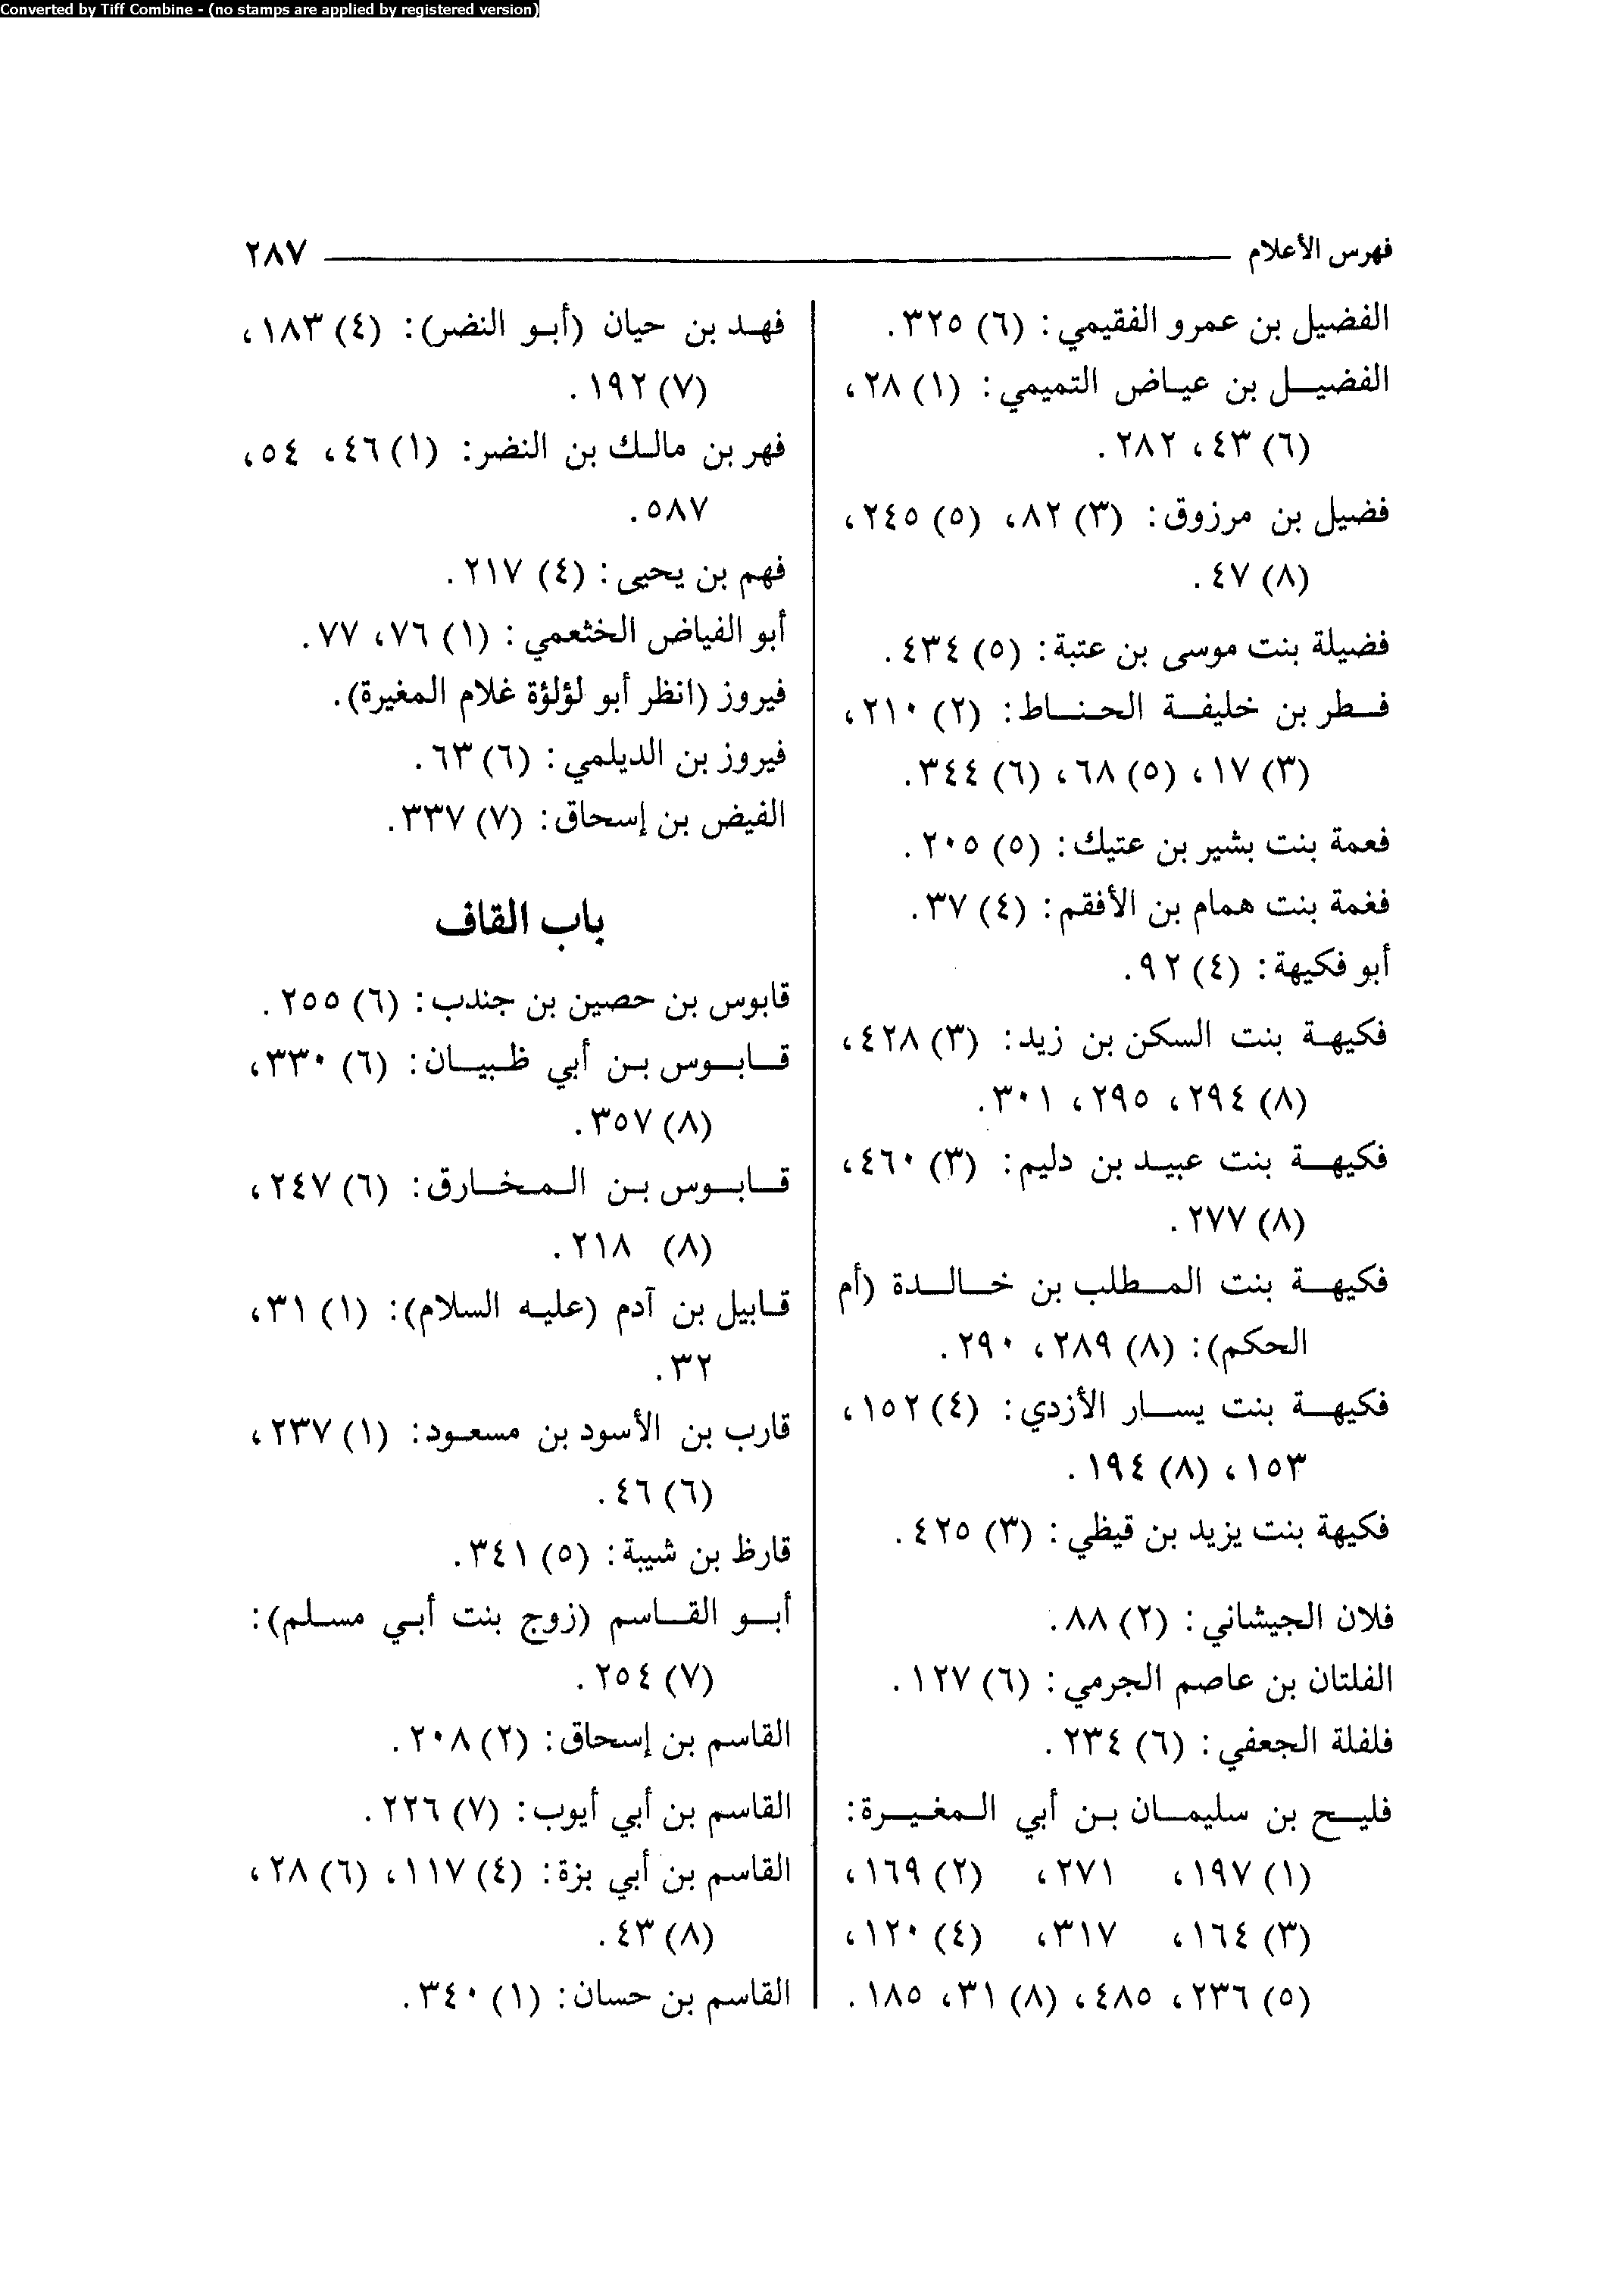 Converted by Tiff Combine - (no stamps are applied by registered version)
فهرس الأعلام ٢٨٧
الفضيل بن عمرو الفقيمي: (٦) ٣٢٥.
الفضيل بن عياض التميمي: (١) ٢٨،
(٦) ٤٣، ٢٨٢.
فضيل بن مرزوق: (٣) ٨٢، (٥) ٢٤٥،
(٨) ٤٧.
فضيلة بنت موسى بن عتبة: (٥) ٤٣٤.
فطر بن خليفة الحناط: (٢) ٢١٠،
(٣) ١٧، (٥) ٦٨، (٦) ٣٤٤.
فعمة بنت بشير بن عتيك: (٥) ٢٠٥.
فغمة بنت همام بن الأفقم: (٤) ٣٧.
أبو فكيهة: (٤) ٩٢.
فكيهة بنت السكن بن زيد: (٣) ٤٢٨،
(٨) ٢٩٤، ٢٩٥، ٣٠١.
فكيهة بنت عبيد بن دليم: (٣) ٤٦٠،
(٨) ٢٧٧.
فكيهة بنت المطلب بن خالدة (أم
الحكم): (٨) ٢٨٩، ٢٩٠.
فكيهة بنت يسار الأزدي: (٤) ١٥٢،
١٥٣، (٨) ١٩٤.
فكيهة بنت يزيد بن قيظي: (٣) ٤٢٥.
فلان الجيشاني: (٢) ٨٨.
الفلتان بن عاصم الجرمي: (٦) ١٢٧.
فلفلة الجعفي: (٦) ٢٣٤.
فليح بن سليمان بن أبي المغيرة:
(١) ١٩٧، ٢٧١، (٢) ١٦٩،
(٣) ١٦٤، ٣١٧، (٤) ١٢٠،
(٥) ٢٣٦، ٤٨٥، (٨) ٣١، ١٨٥.
فهد بن حيان (أبو النضر): (٤) ١٨٣،
(٧) ١٩٢.
فهر بن مالك بن النضر: (١) ٤٦، ٥٤،
٥٨٧.
فهم بن يحيى: (٤) ٢١٧.
أبو الفياض الخثعمي: (١) ٧٦، ٧٧.
فيروز (انظر أبو لؤلؤة غلام المغيرة).
فيروز بن الديلمي: (٦) ٦٣.
الفيض بن إسحاق: (٧) ٣٣٧.
باب القاف
قابوس بن حصين بن جندب: (٦) ٢٥٥.
قابوس بن أبي ظبيان: (٦) ٣٣٠،
(٨) ٣٥٧.
قابوس بن المخارق: (٦) ٢٤٧،
(٨) ٢١٨.
قابيل بن آدم (عليه السلام): (١) ٣١،
٣٢.
قارب بن الأسود بن مسعود: (١) ٢٣٧،
(٦) ٤٦.
قارظ بن شيبة: (٥) ٣٤١.
أبو القاسم (زوج بنت أبي مسلم):
(٧) ٢٥٤.
القاسم بن إسحاق: (٢) ٢٠٨.
القاسم بن أبي أيوب: (٧) ٢٢٦.
القاسم بن أبي بزة: (٤) ١١٧، (٦) ٢٨،
(٨) ٤٣.
القاسم بن حسان: (١) ٣٤٠.